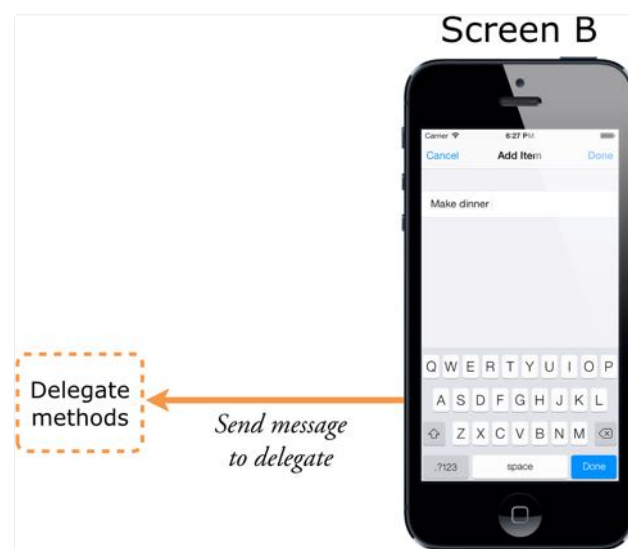 Screen B
Carrier 6:27 PM
Cancel Add Item Done
Make dinner
Q W E R T Y U I O P
A S D F G H J K L
Z X C V B N M
.?123 space Done
Delegate
methods
Send message
to delegate